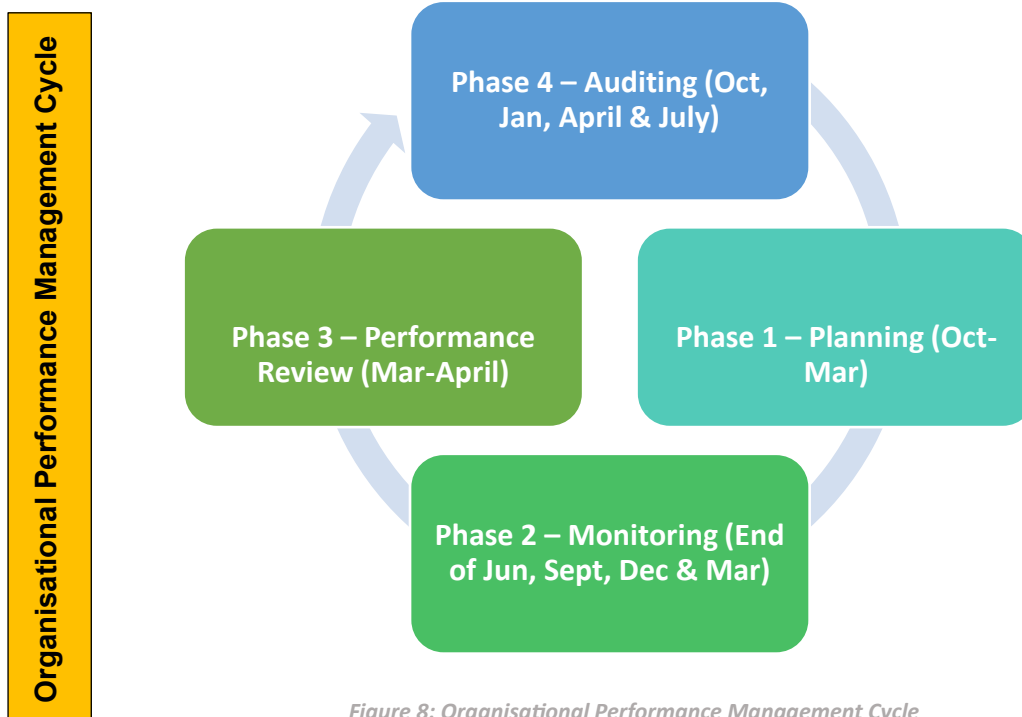 Organisational Performance Management Cycle
Phase 4 – Auditing (Oct,
Jan, April & July)
Phase 3 – Performance
Review (Mar-April)
Phase 1 – Planning (Oct-
Mar)
Phase 2 – Monitoring (End
of Jun, Sept, Dec & Mar)
Figure 8: Organisational Performance Management Cycle